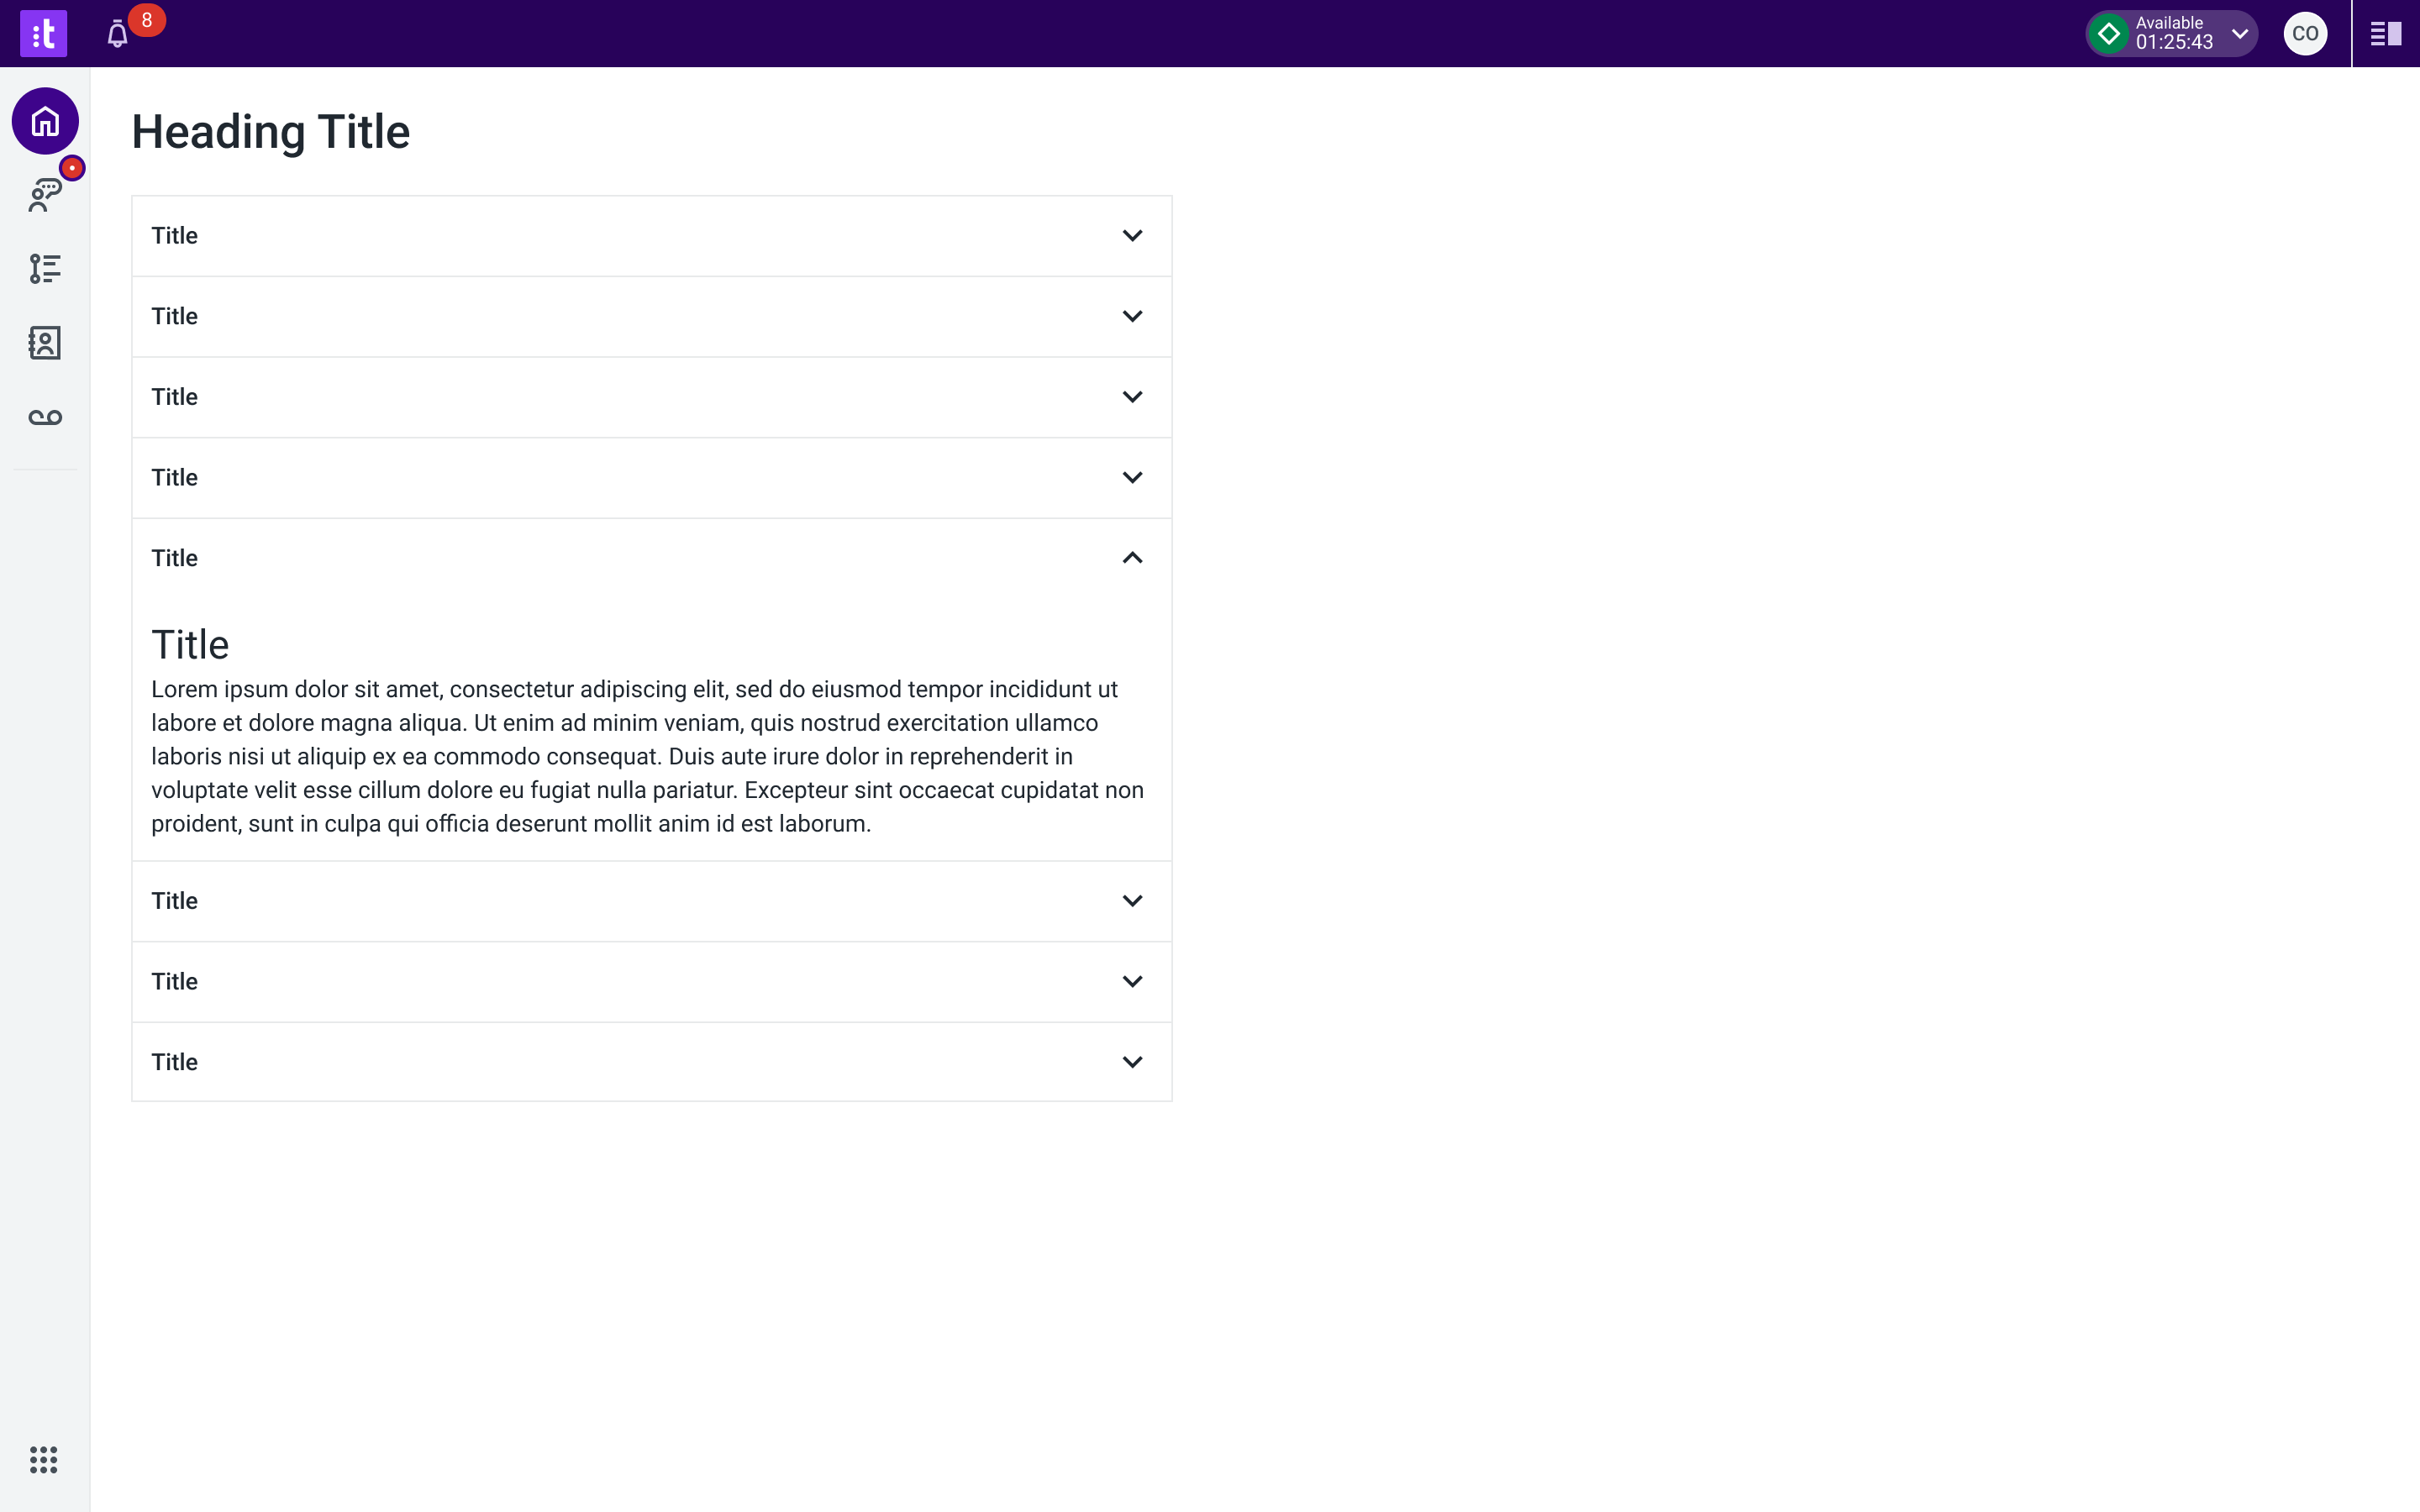 :t
8
Available
01:25:43
CO
Heading Title
Title
Title
Title
Title
Title
Title
Lorem ipsum dolor sit amet, consectetur adipiscing elit, sed do eiusmod tempor incididunt ut
labore et dolore magna aliqua. Ut enim ad minim veniam, quis nostrud exercitation ullamco
laboris nisi ut aliquip ex ea commodo consequat. Duis aute irure dolor in reprehenderit in
voluptate velit esse cillum dolore eu fugiat nulla pariatur. Excepteur sint occaecat cupidatat non
proident, sunt in culpa qui officia deserunt mollit anim id est laborum.
Title
Title
Title